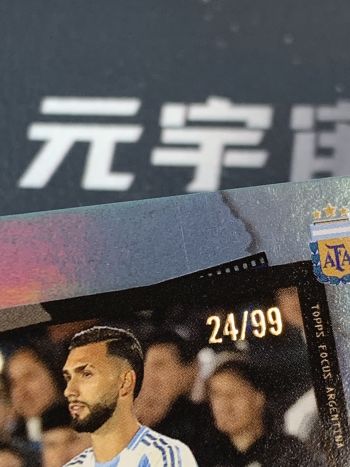 元宇宙
AFA
24/99
TOPPS FOCUS ARGENTINA